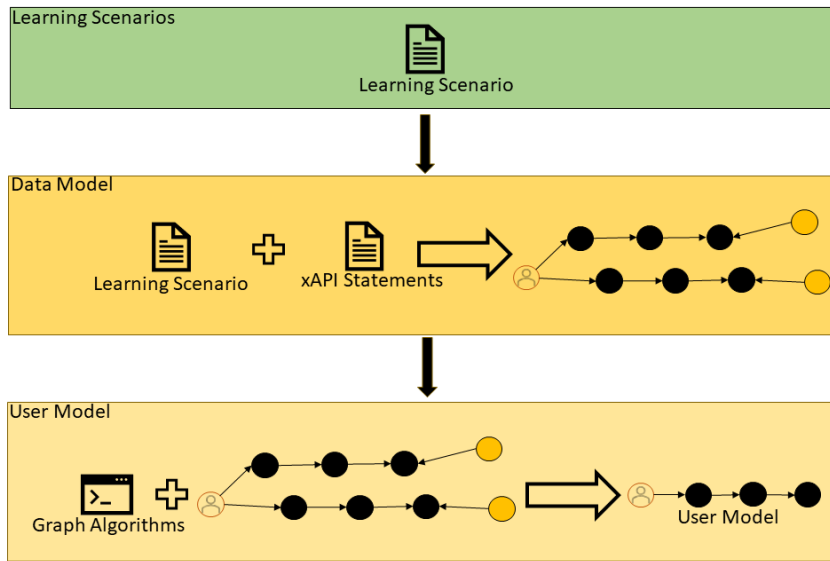 Learning Scenarios
Learning Scenario
Data Model
Learning Scenario
xAPI Statements
User Model
Graph Algorithms
User Model